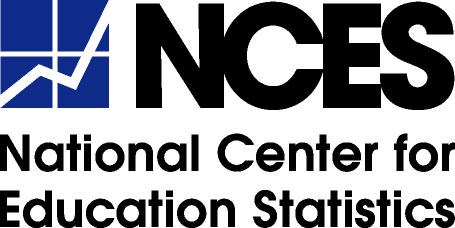 NCES
National Center for
Education Statistics